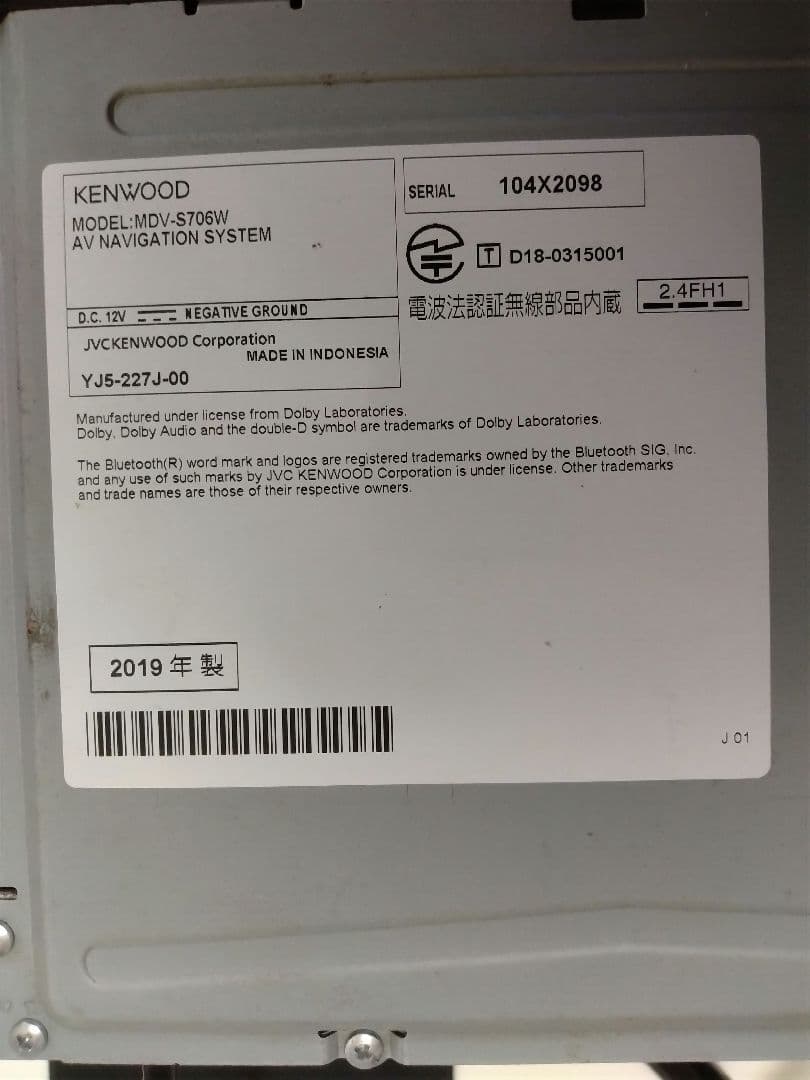 KENWOOD
MODEL:MDV-S706W
AV NAVIGATION SYSTEM
D.C. 12V NEGATIVE GROUND
JVCKENWOOD Corporation
MADE IN INDONESIA
YJ5-227J-00
SERIAL 104X2098
T D18-0315001
電波法認証無線部品内蔵
2.4FH1
Manufactured under license from Dolby Laboratories.
Dolby, Dolby Audio and the double-D symbol are trademarks of Dolby Laboratories.
The Bluetooth(R) word mark and logos are registered trademarks owned by the Bluetooth SIG, Inc.
and any use of such marks by JVC KENWOOD Corporation is under license. Other trademarks
and trade names are those of their respective owners.
2019 年 製
J 01